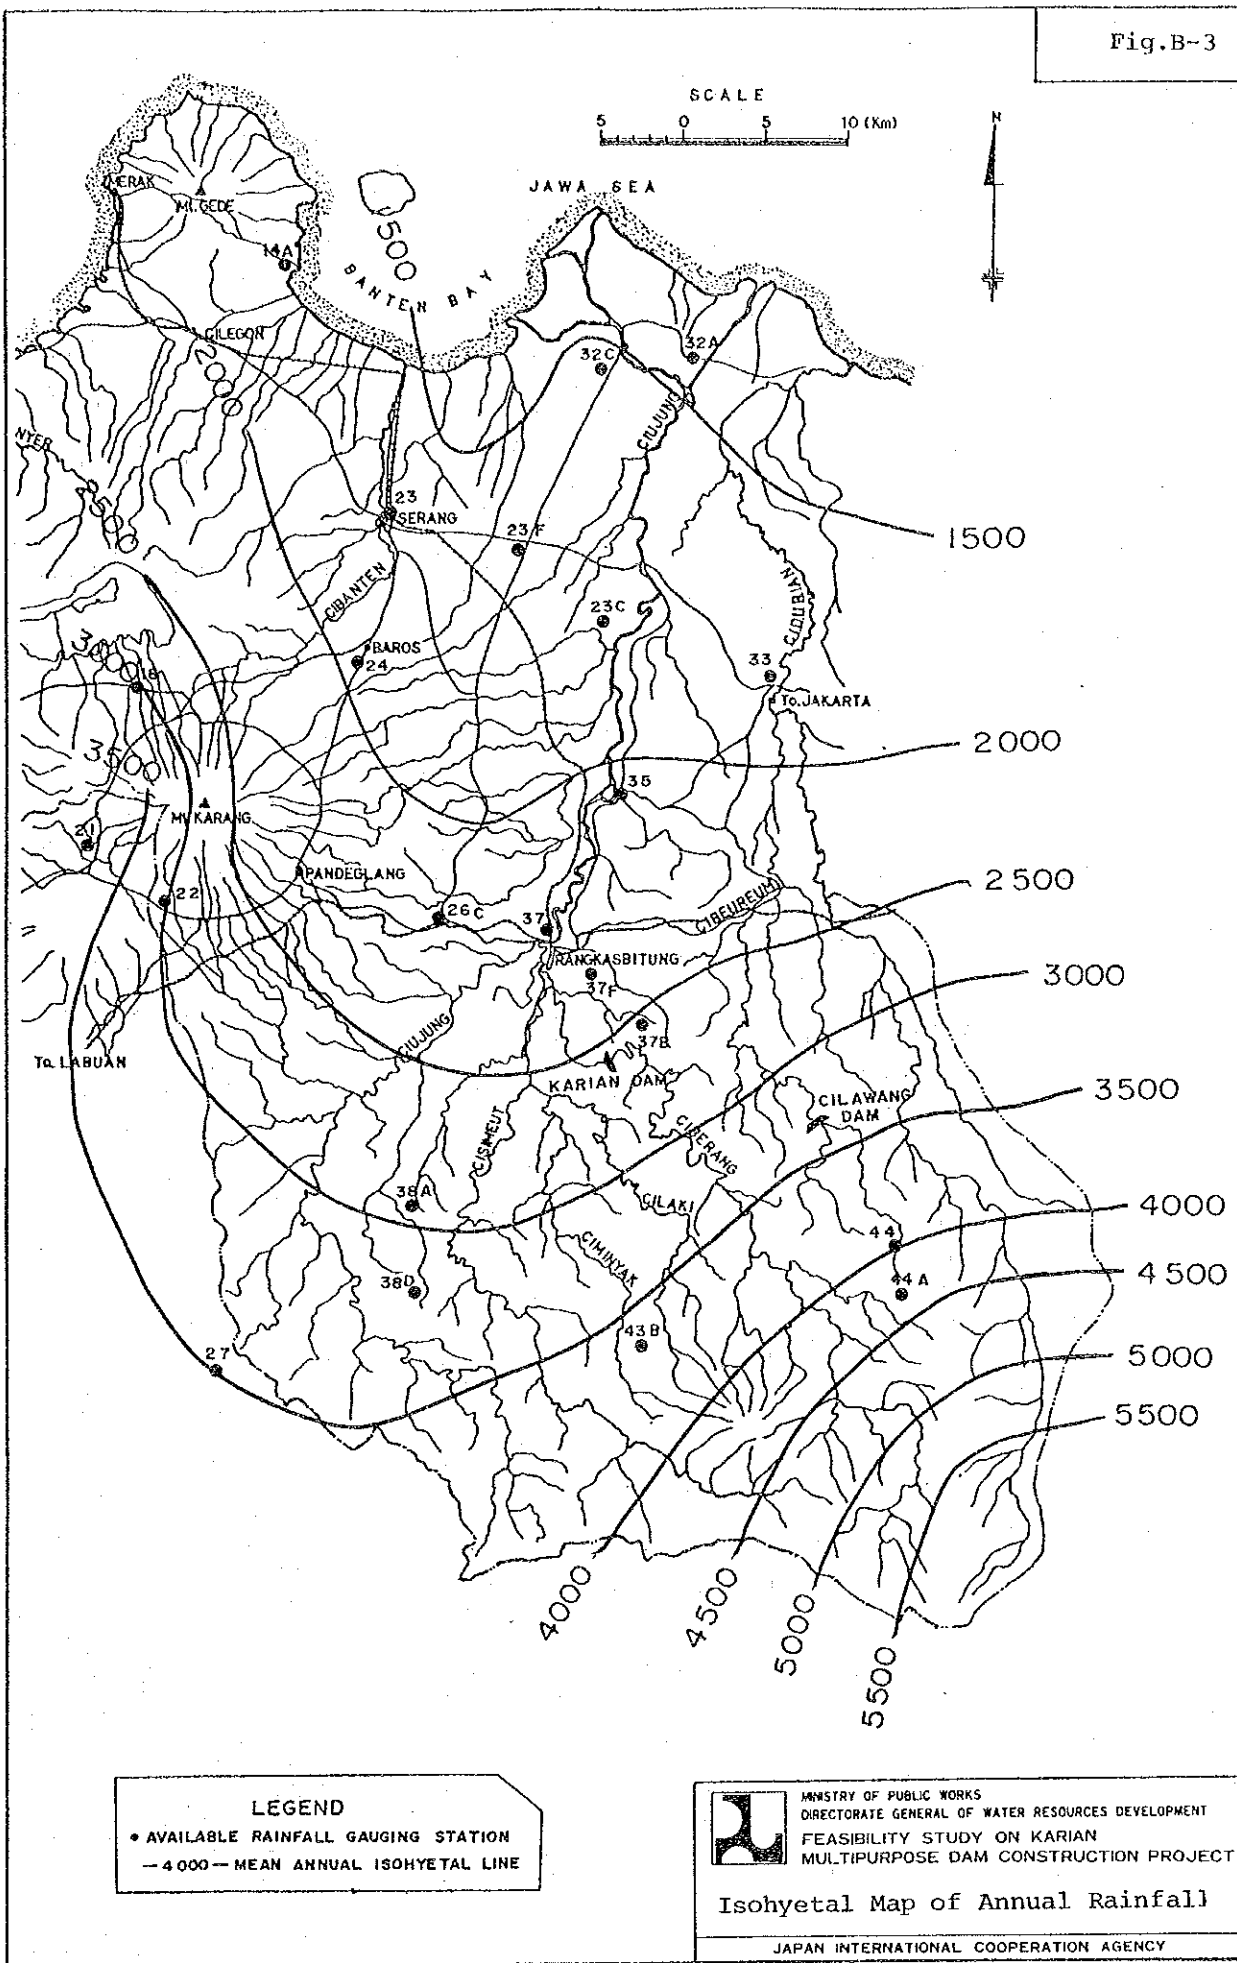 Fig.B-3
SCALE
5 0 5 10 (Km)
N
JAWA SEA
MERAK
Mt. GEDE
500
BANTEN BAY
14A
CILEGON
2000
32C
32A
CIUJUNG
NYER
2500
23
SERANG
23F
1500
CIBANTEN
CIDURIAN
23C
BAROS
24
3000
18
33
To. JAKARTA
3500
2000
35
Mt. KARANG
21
PANDEGLANG
22
2500
26C
37
CIBEUREUM
RANGKASBITUNG
37F
3000
37B
CIUJUNG
To. LABUAN
KARIAN DAM
CILAWANG
DAM
3500
CISIMEUT
CIBERANG
38A
CILAKI
4000
44
CIMINYAK
4500
38D
44A
43B
27
5000
5500
4000
4500
5000
5500
LEGEND
• AVAILABLE RAINFALL GAUGING STATION
— 4000 — MEAN ANNUAL ISOHYETAL LINE
MINISTRY OF PUBLIC WORKS
DIRECTORATE GENERAL OF WATER RESOURCES DEVELOPMENT
FEASIBILITY STUDY ON KARIAN
MULTIPURPOSE DAM CONSTRUCTION PROJECT
Isohyetal Map of Annual Rainfall
JAPAN INTERNATIONAL COOPERATION AGENCY